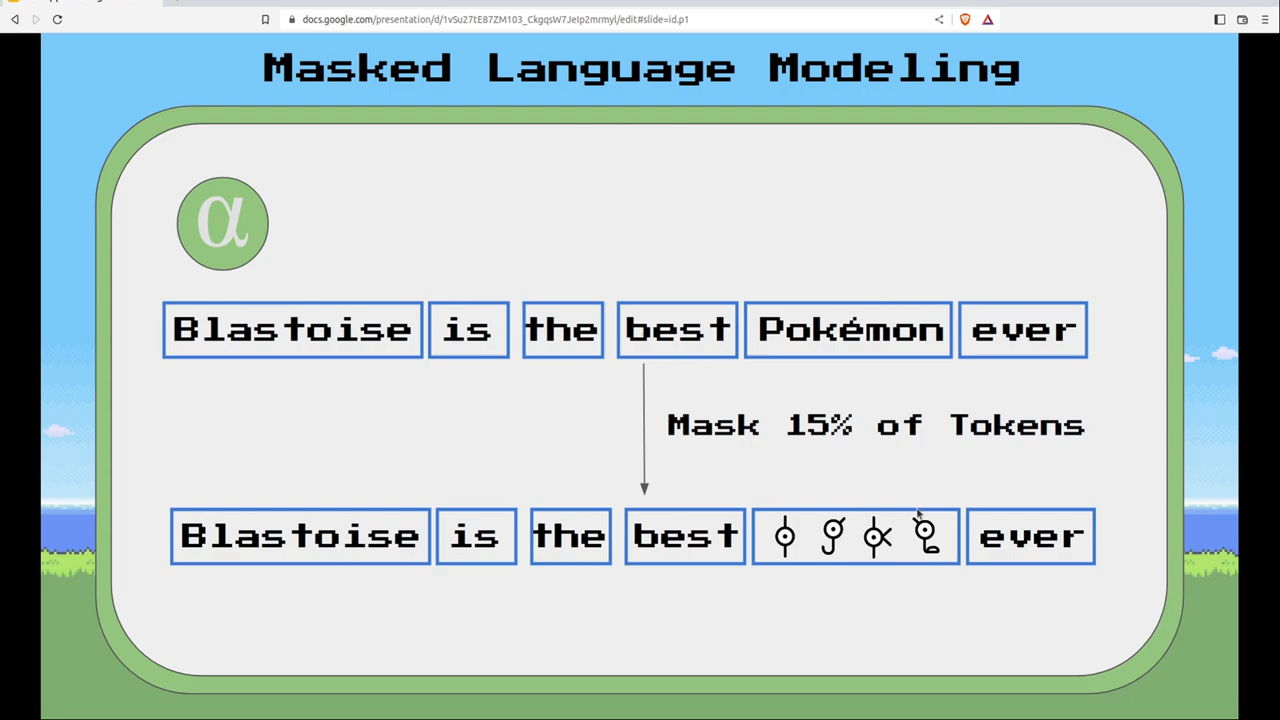 docs.google.com/presentation/d/1vSu27tE87ZM103_CkgqsW7JeIp2mrmyl/edit#slide=id.p1
Masked Language Modeling
α
Blastoise is the best Pokémon ever
Mask 15% of Tokens
Blastoise is the best ever